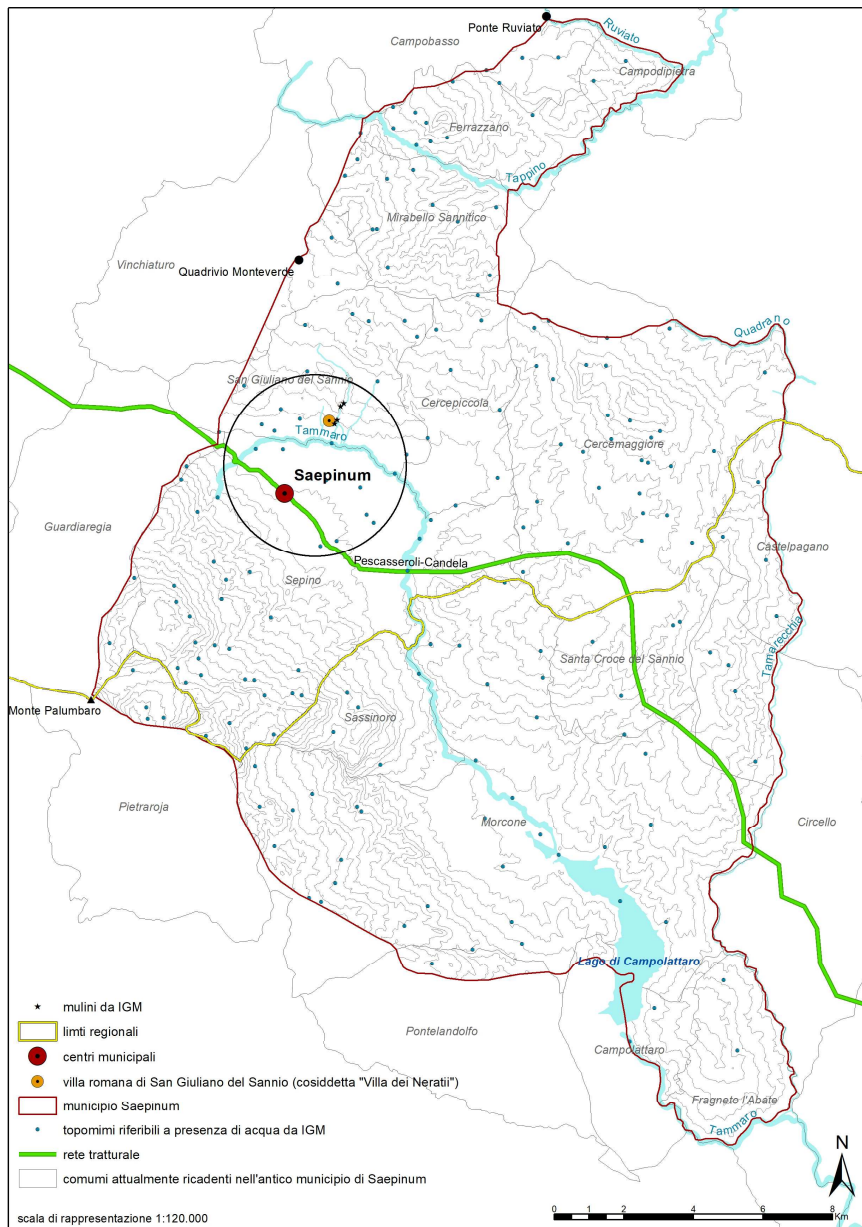 Ponte Ruviato
Ruviato
Campobasso
Campodipietra
Ferrazzano
Tappino
Mirabello Sannitico
Vinchiaturo
Quadrivio Monteverde
Quadrano
San Giuliano del Sannio
Cercepiccola
Tammaro
Cercemaggiore
Saepinum
Guardiaregia
Castelpagano
Pescasseroli-Candela
Sepino
Tamarecchia
Santa Croce del Sannio
Monte Palumbaro
Sassinoro
Pietraroja
Morcone
Circello
Lago di Campolattaro
Pontelandolfo
Campolattaro
Fragneto l'Abate
Tammaro
mulini da IGM
limti regionali
centri municipali
villa romana di San Giuliano del Sannio (cosiddetta "Villa dei Neratii")
municipio Saepinum
topomimi riferibili a presenza di acqua da IGM
rete tratturale
comuni attualmente ricadenti nell'antico municipio di Saepinum
N
scala di rappresentazione 1:120.000
0 1 2 4 6 8
Km